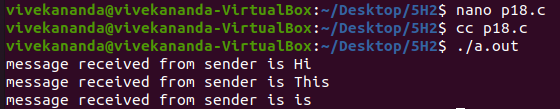 vivekananda@vivekananda-VirtualBox:~/Desktop/5H2$ nano p18.c
vivekananda@vivekananda-VirtualBox:~/Desktop/5H2$ cc p18.c
vivekananda@vivekananda-VirtualBox:~/Desktop/5H2$ ./a.out
message received from sender is Hi
message received from sender is This
message received from sender is is